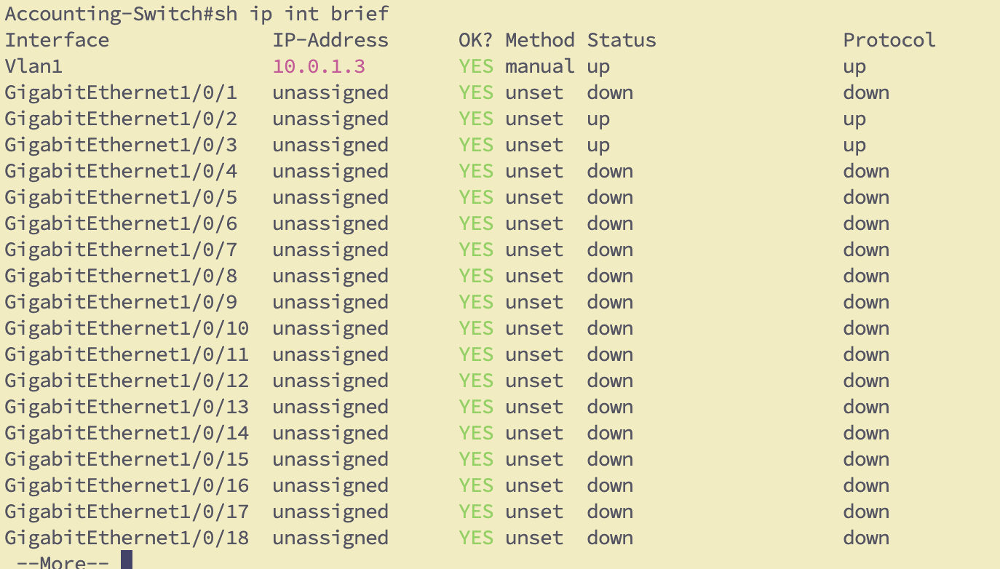 Accounting-Switch#sh ip int brief
Interface              IP-Address      OK? Method Status                Protocol
Vlan1                  10.0.1.3        YES manual up                    up
GigabitEthernet1/0/1   unassigned      YES unset  down                  down
GigabitEthernet1/0/2   unassigned      YES unset  up                    up
GigabitEthernet1/0/3   unassigned      YES unset  up                    up
GigabitEthernet1/0/4   unassigned      YES unset  down                  down
GigabitEthernet1/0/5   unassigned      YES unset  down                  down
GigabitEthernet1/0/6   unassigned      YES unset  down                  down
GigabitEthernet1/0/7   unassigned      YES unset  down                  down
GigabitEthernet1/0/8   unassigned      YES unset  down                  down
GigabitEthernet1/0/9   unassigned      YES unset  down                  down
GigabitEthernet1/0/10  unassigned      YES unset  down                  down
GigabitEthernet1/0/11  unassigned      YES unset  down                  down
GigabitEthernet1/0/12  unassigned      YES unset  down                  down
GigabitEthernet1/0/13  unassigned      YES unset  down                  down
GigabitEthernet1/0/14  unassigned      YES unset  down                  down
GigabitEthernet1/0/15  unassigned      YES unset  down                  down
GigabitEthernet1/0/16  unassigned      YES unset  down                  down
GigabitEthernet1/0/17  unassigned      YES unset  down                  down
GigabitEthernet1/0/18  unassigned      YES unset  down                  down
 --More--